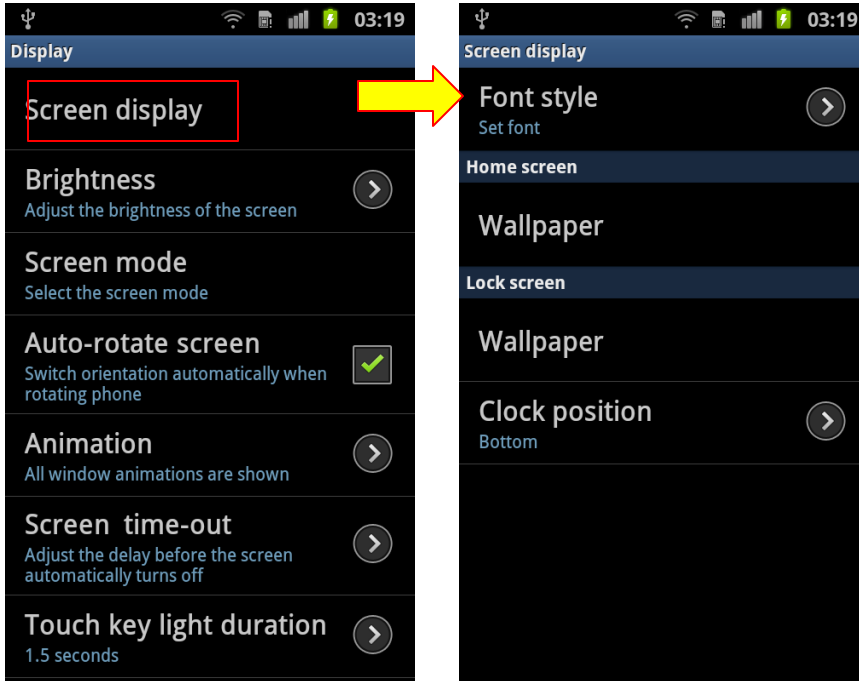 03:19
Display
Screen display
Brightness
Adjust the brightness of the screen
Screen mode
Select the screen mode
Auto-rotate screen
Switch orientation automatically when
rotating phone
Animation
All window animations are shown
Screen time-out
Adjust the delay before the screen
automatically turns off
Touch key light duration
1.5 seconds
03:19
Screen display
Font style
Set font
Home screen
Wallpaper
Lock screen
Wallpaper
Clock position
Bottom